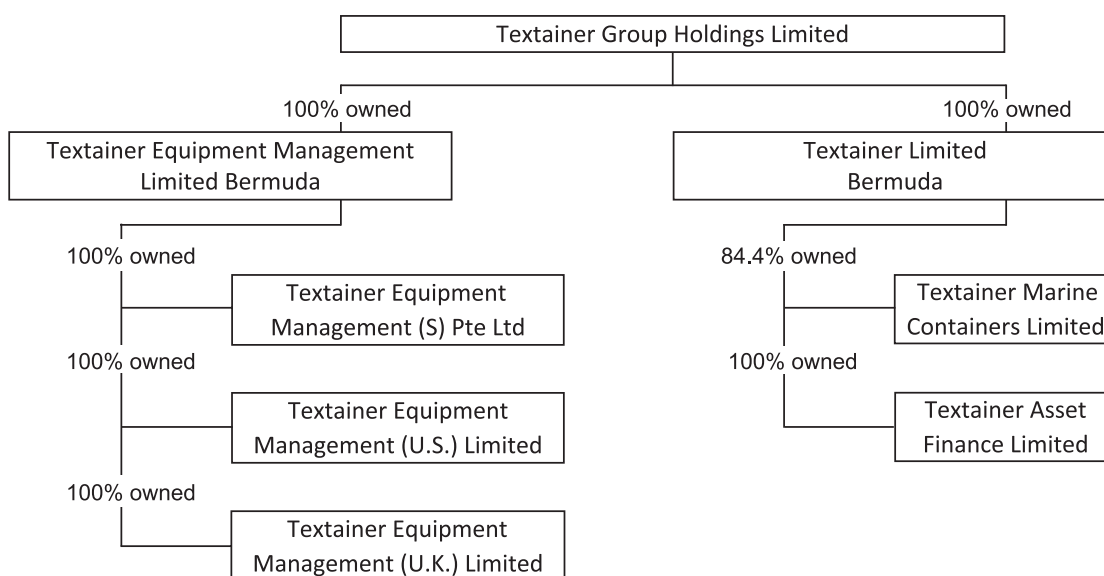 Textainer Group Holdings Limited
100% owned
100% owned
Textainer Equipment Management
Limited Bermuda
Textainer Limited
Bermuda
100% owned
84.4% owned
Textainer Equipment
Management (S) Pte Ltd
Textainer Marine
Containers Limited
100% owned
100% owned
Textainer Equipment
Management (U.S.) Limited
Textainer Asset
Finance Limited
100% owned
Textainer Equipment
Management (U.K.) Limited